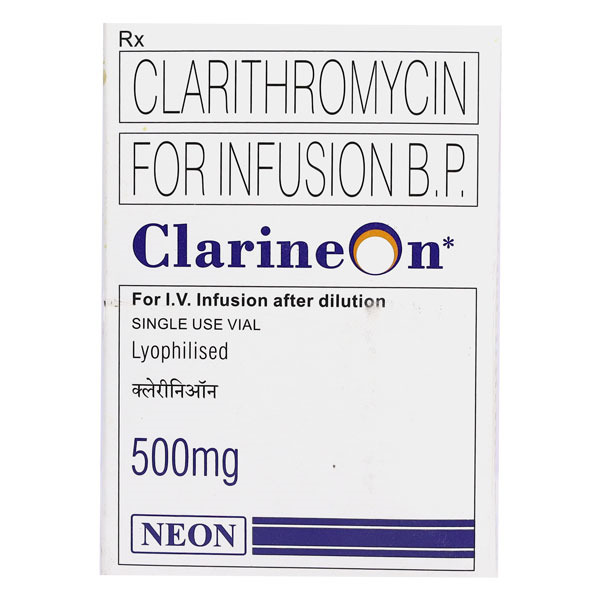 Rx
CLARITHROMYCIN
FOR INFUSION B.P.
ClarineOn*
For I.V. Infusion after dilution
SINGLE USE VIAL
Lyophilised
क्लेरीनिऑन
500mg
NEON